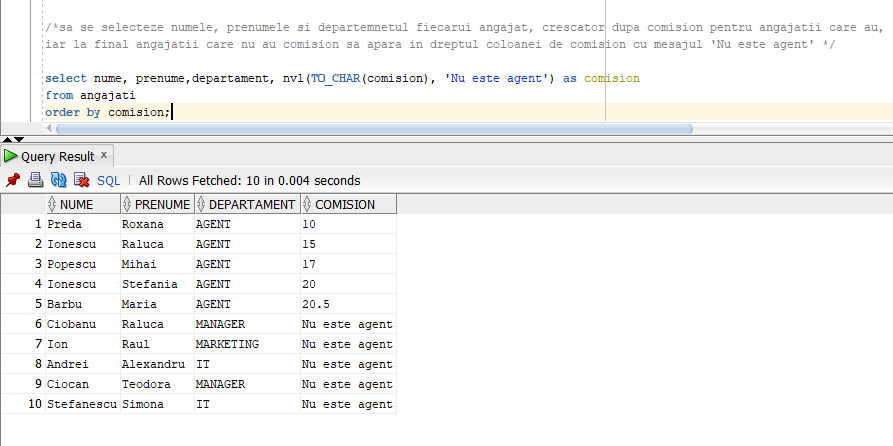 /*sa se selecteze numele, prenumele si departemnetul fiecarui angajat, crescator dupa comision pentru angajatii care au,
iar la final angajatii care nu au comision sa apara in dreptul coloanei de comision cu mesajul 'Nu este agent' */
select nume, prenume,departament, nvl(TO_CHAR(comision), 'Nu este agent') as comision
from angajati
order by comision;
Query Result x
SQL | All Rows Fetched: 10 in 0.004 seconds
NUME PRENUME DEPARTAMENT COMISION
1 Preda Roxana AGENT 10
2 Ionescu Raluca AGENT 15
3 Popescu Mihai AGENT 17
4 Ionescu Stefania AGENT 20
5 Barbu Maria AGENT 20.5
6 Ciobanu Raluca MANAGER Nu este agent
7 Ion Raul MARKETING Nu este agent
8 Andrei Alexandru IT Nu este agent
9 Ciocan Teodora MANAGER Nu este agent
10 Stefanescu Simona IT Nu este agent